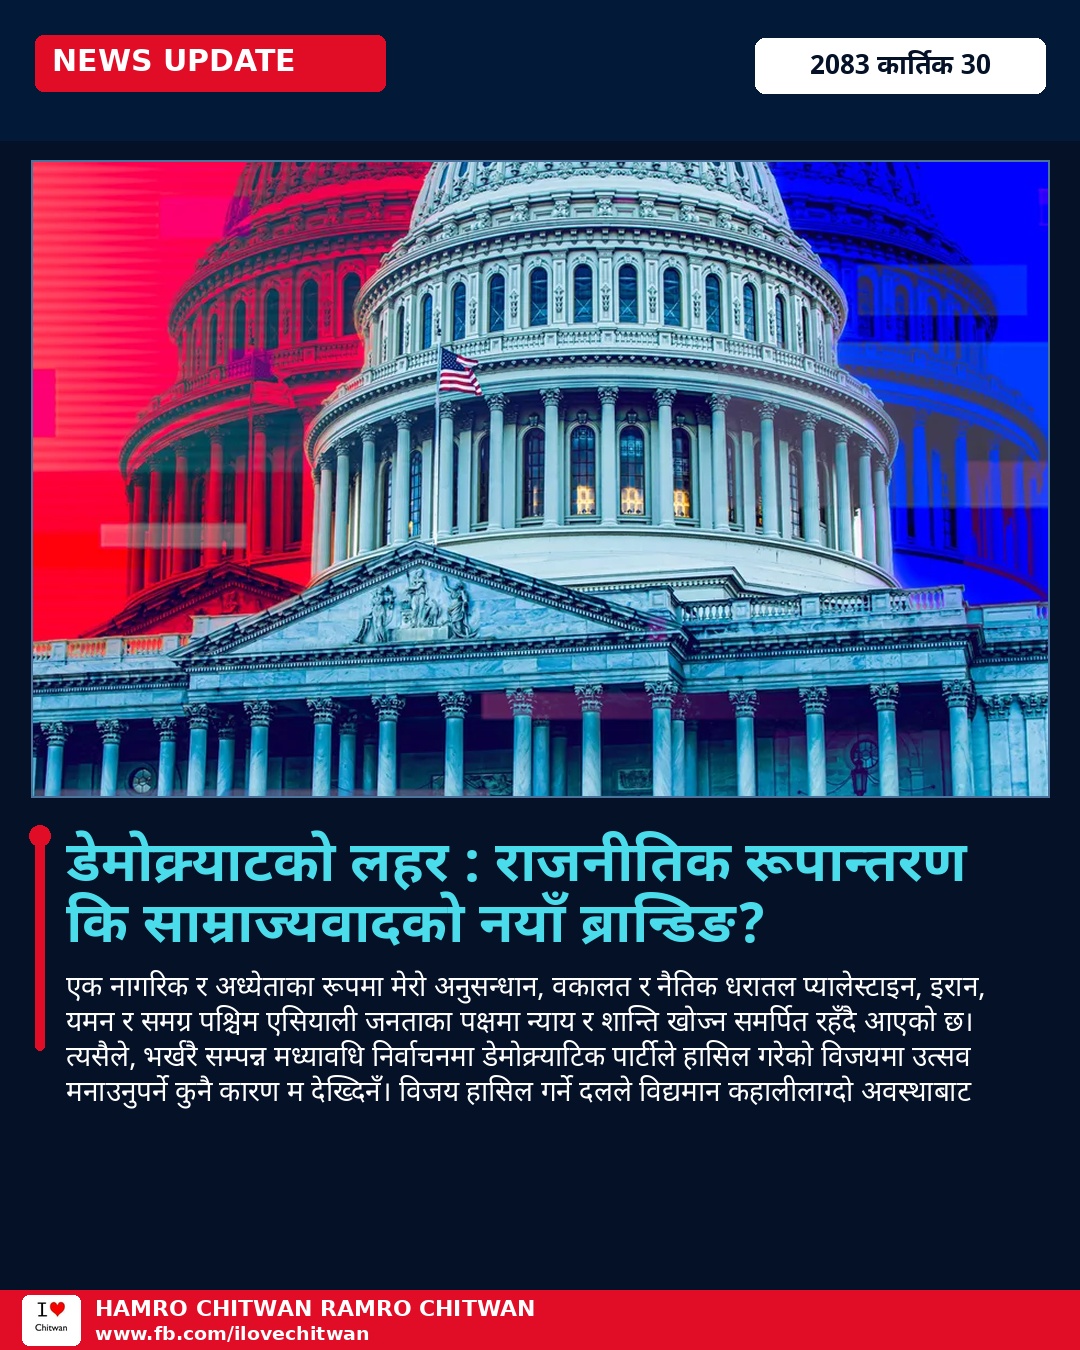 NEWS UPDATE
2083 कार्तिक 30
डेमोक्र्याटको लहर : राजनीतिक रूपान्तरण
कि साम्राज्यवादको नयाँ ब्रान्डिङ?
एक नागरिक र अध्येताका रूपमा मेरो अनुसन्धान, वकालत र नैतिक धरातल प्यालेस्टाइन, इरान,
यमन र समग्र पश्चिम एसियाली जनताका पक्षमा न्याय र शान्ति खोज्न समर्पित रहँदै आएको छ।
त्यसैले, भर्खरै सम्पन्न मध्यावधि निर्वाचनमा डेमोक्र्याटिक पार्टीले हासिल गरेको विजयमा उत्सव
मनाउनुपर्ने कुनै कारण म देख्दिनँ। विजय हासिल गर्ने दलले विद्यमान कहालीलाग्दो अवस्थाबाट
I ♥
Chitwan
HAMRO CHITWAN RAMRO CHITWAN
www.fb.com/ilovechitwan